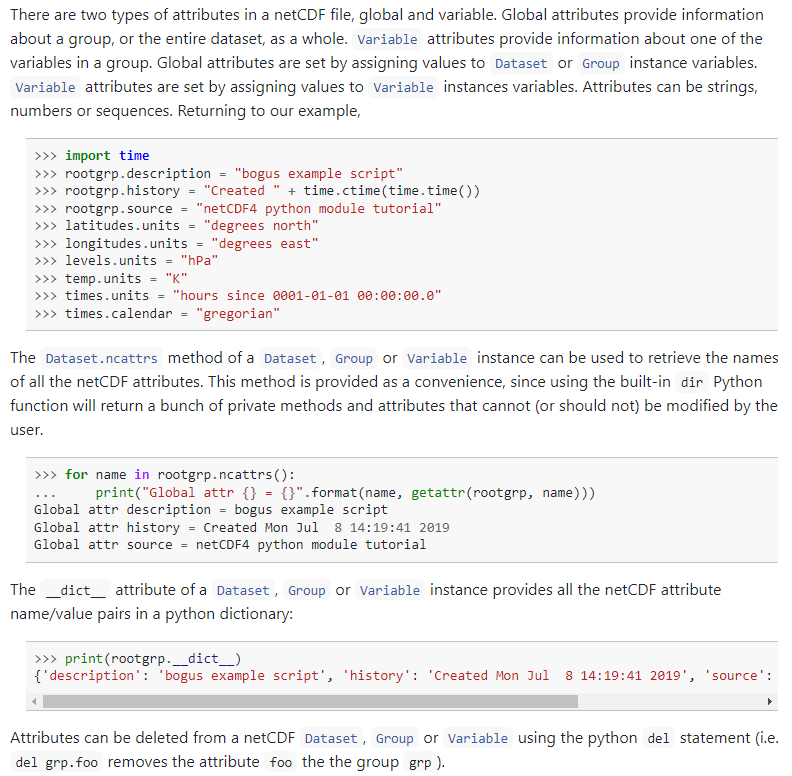 There are two types of attributes in a netCDF file, global and variable. Global attributes provide information
about a group, or the entire dataset, as a whole. Variable attributes provide information about one of the
variables in a group. Global attributes are set by assigning values to Dataset or Group instance variables.
Variable attributes are set by assigning values to Variable instances variables. Attributes can be strings,
numbers or sequences. Returning to our example,
>>> import time
>>> rootgrp.description = "bogus example script"
>>> rootgrp.history = "Created " + time.ctime(time.time())
>>> rootgrp.source = "netCDF4 python module tutorial"
>>> latitudes.units = "degrees north"
>>> longitudes.units = "degrees east"
>>> levels.units = "hPa"
>>> temp.units = "K"
>>> times.units = "hours since 0001-01-01 00:00:00.0"
>>> times.calendar = "gregorian"
The Dataset.ncattrs method of a Dataset, Group or Variable instance can be used to retrieve the names
of all the netCDF attributes. This method is provided as a convenience, since using the built-in dir Python
function will return a bunch of private methods and attributes that cannot (or should not) be modified by the
user.
>>> for name in rootgrp.ncattrs():
...     print("Global attr {} = {}".format(name, getattr(rootgrp, name)))
Global attr description = bogus example script
Global attr history = Created Mon Jul  8 14:19:41 2019
Global attr source = netCDF4 python module tutorial
The __dict__ attribute of a Dataset, Group or Variable instance provides all the netCDF attribute
name/value pairs in a python dictionary:
>>> print(rootgrp.__dict__)
{'description': 'bogus example script', 'history': 'Created Mon Jul  8 14:19:41 2019', 'source':
Attributes can be deleted from a netCDF Dataset, Group or Variable using the python del statement (i.e.
del grp.foo removes the attribute foo the the group grp).